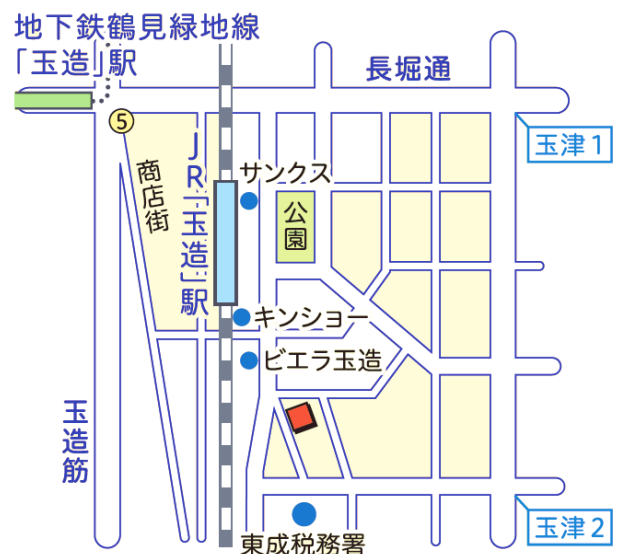 地下鉄鶴見緑地線
「玉造」駅
長堀通
5
玉津1
商店街
JR「玉造」駅
サンクス
公園
キンショー
ビエラ玉造
玉造筋
玉津2
東成税務署